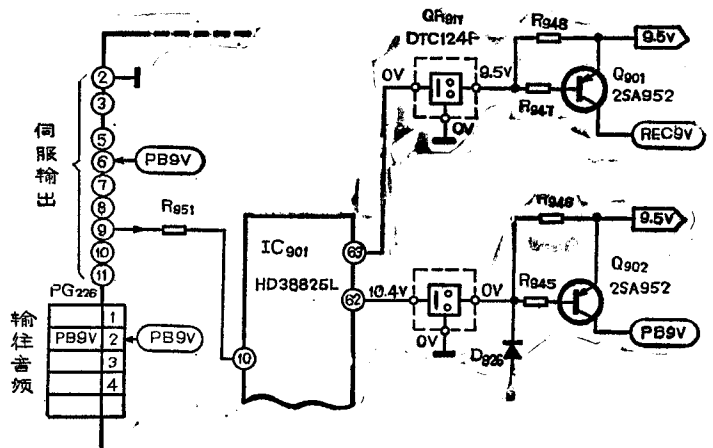 QR917
DTC124F
R948
9.5V
0V
9.5V
Q901
2SA952
R947
0V
REC9V
2
3
5
6
PB9V
7
8
9
10
11
伺服输出
R951
PG226
IC901
HD38825L
63
62
10
10.4V
0V
0V
R946
9.5V
Q902
2SA952
R945
PB9V
D926
输往音频
1
PB9V
2
PB9V
3
4